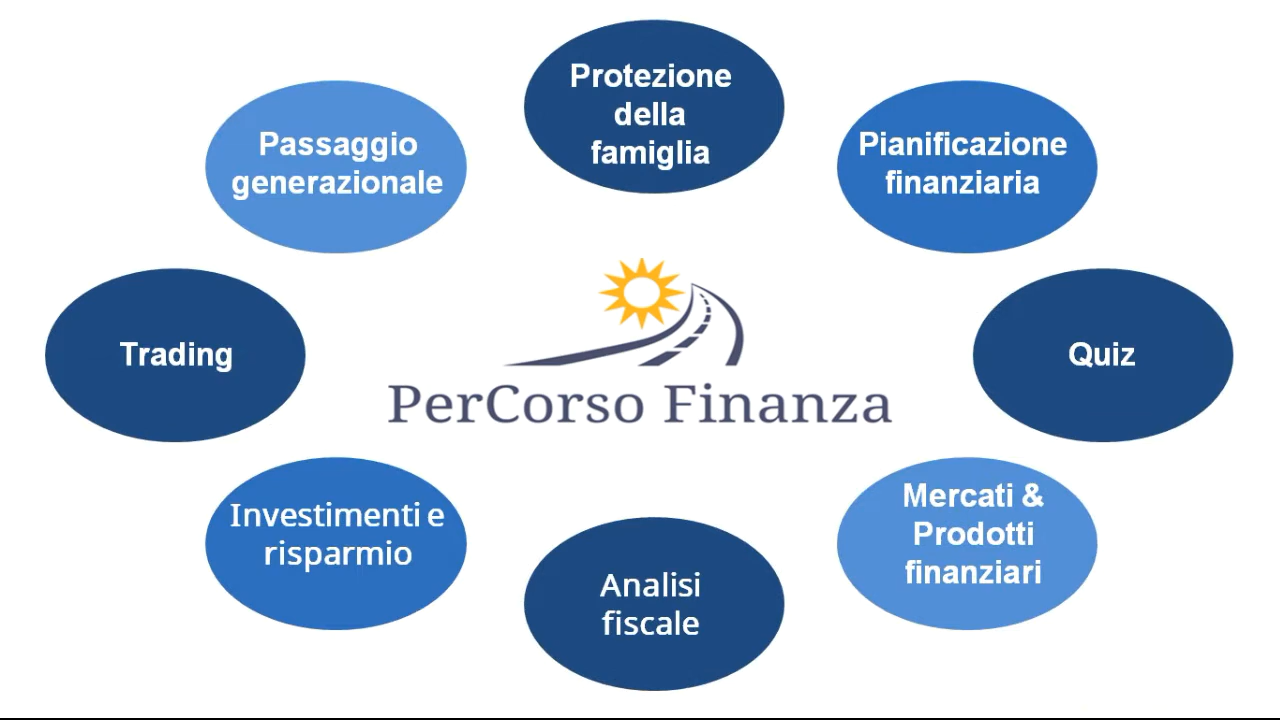 Protezione
della
famiglia
Passaggio
generazionale
Pianificazione
finanziaria
Trading
PerCorso Finanza
Quiz
Investimenti e
risparmio
Mercati &
Prodotti
finanziari
Analisi
fiscale